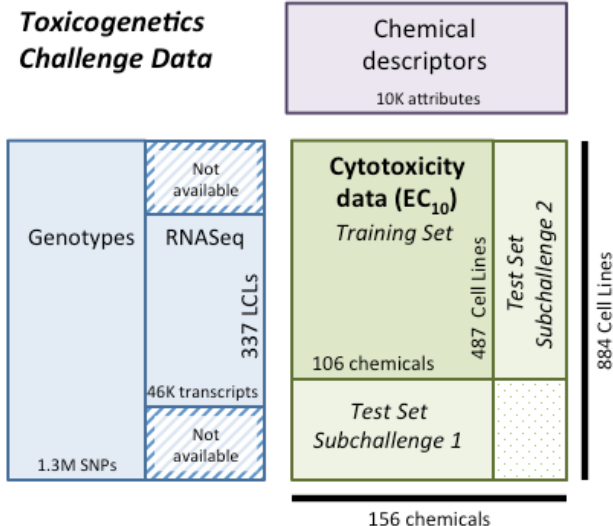 Toxicogenetics
Challenge Data
Chemical
descriptors
10K attributes
Not
available
Genotypes
RNASeq
337 LCLs
46K transcripts
Not
available
1.3M SNPs
Cytotoxicity
data (EC10)
Training Set
487 Cell Lines
106 chemicals
Test Set
Subchallenge 2
Test Set
Subchallenge 1
884 Cell Lines
156 chemicals